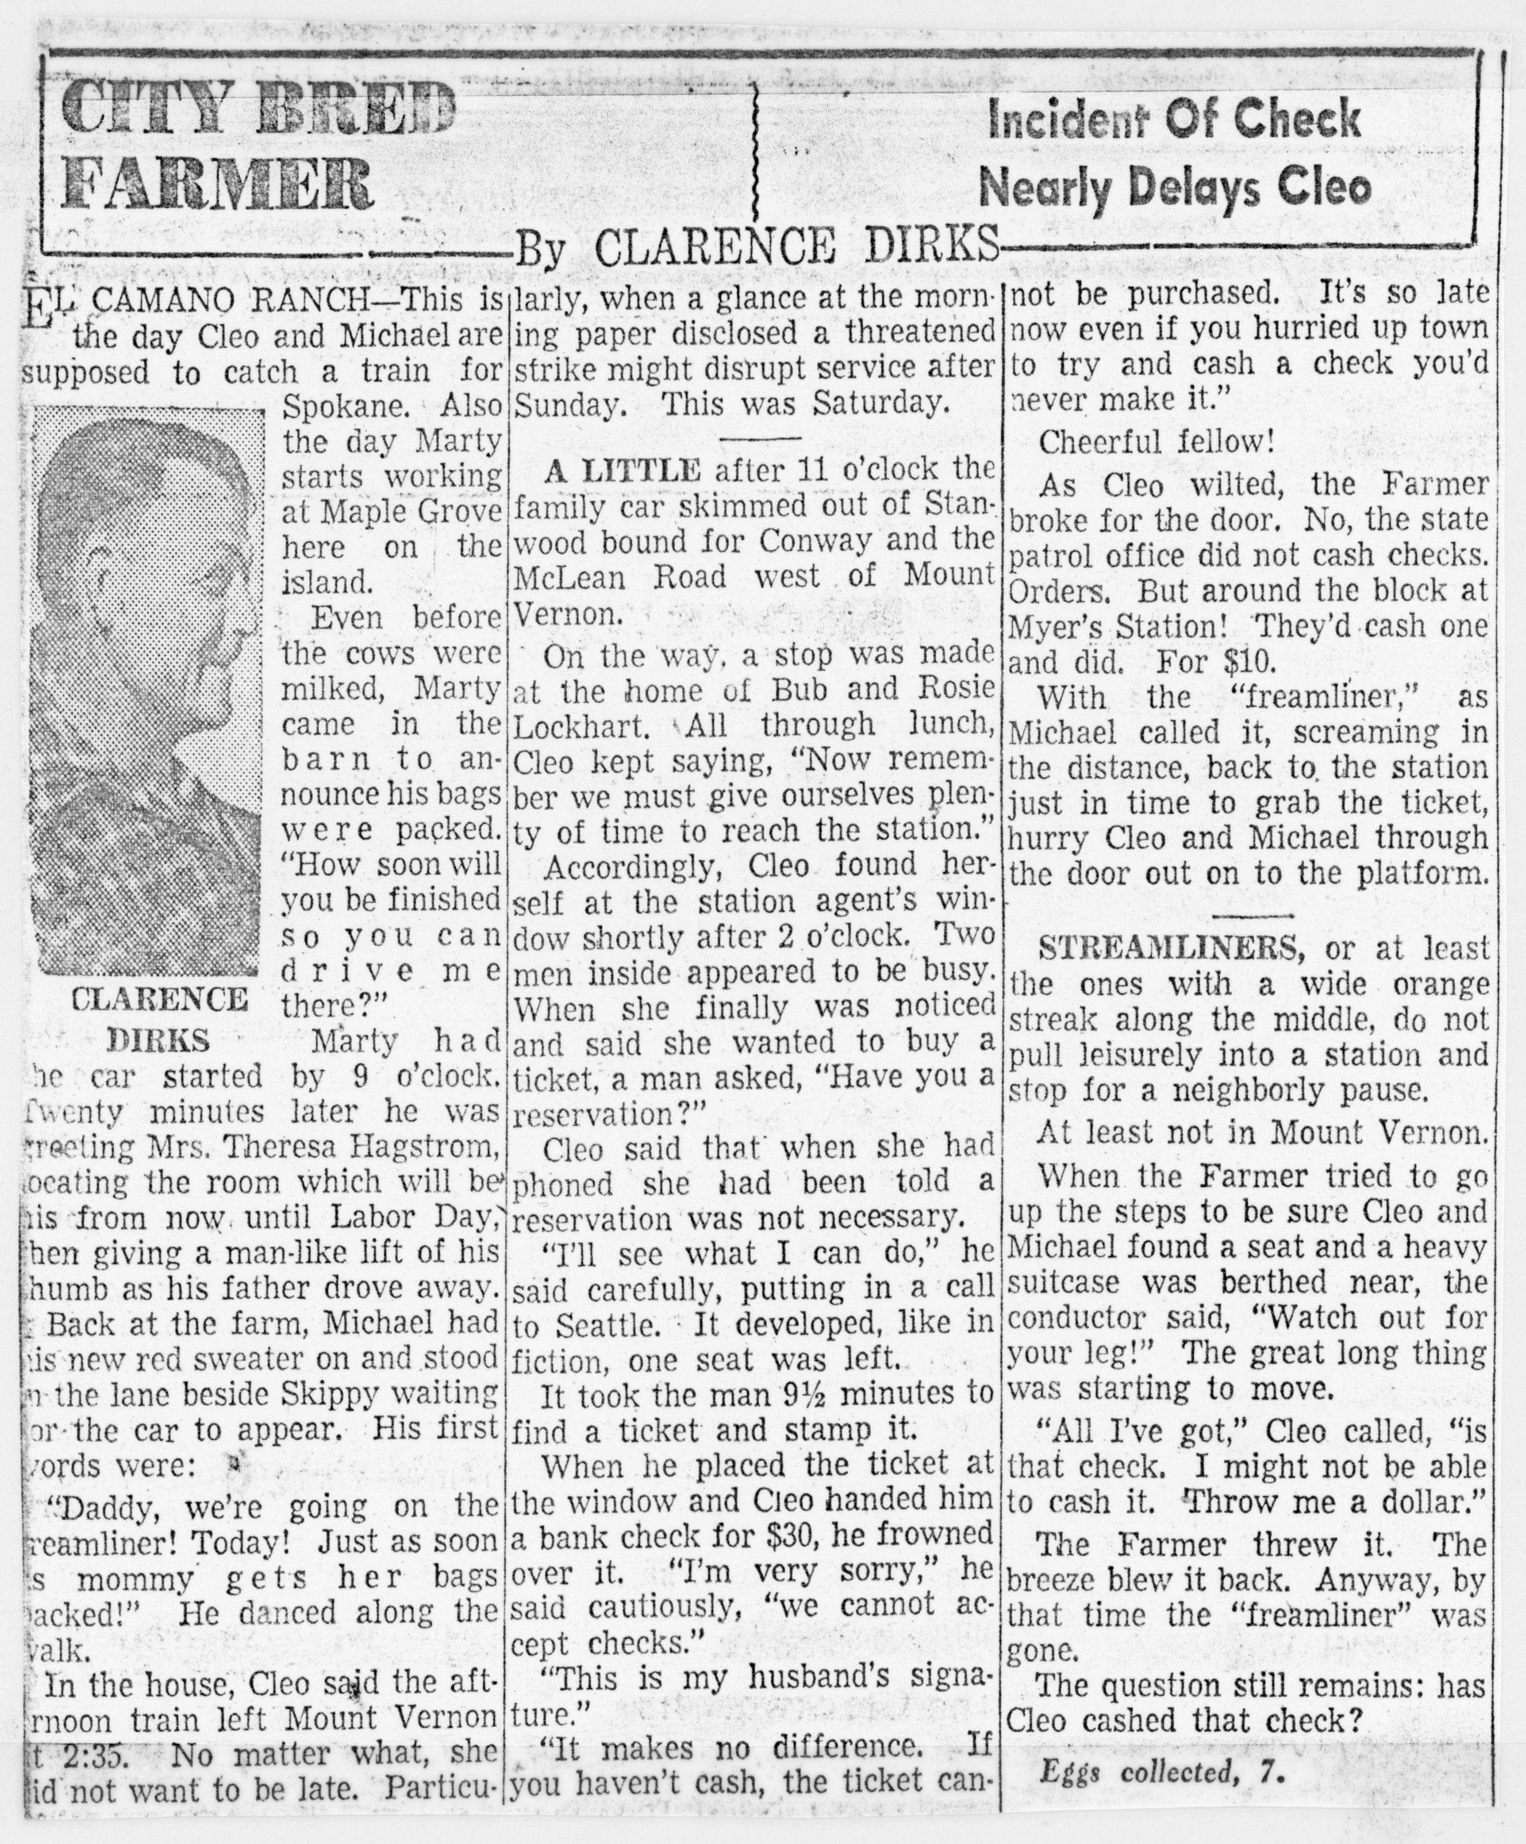 CITY BRED
FARMER
Incident Of Check
Nearly Delays Cleo
By CLARENCE DIRKS
EL CAMANO RANCH—This is
the day Cleo and Michael are
supposed to catch a train for
Spokane. Also
the day Marty
starts working
at Maple Grove
here on the
island.
Even before
the cows were
milked, Marty
came in the
barn to an-
nounce his bags
were packed.
"How soon will
you be finished
so you can
drive me
there?"
CLARENCE
DIRKS
Marty had
he car started by 9 o'clock.
Twenty minutes later he was
greeting Mrs. Theresa Hagstrom,
locating the room which will be
his from now until Labor Day,
then giving a man-like lift of his
humb as his father drove away.
Back at the farm, Michael had
is new red sweater on and stood
n the lane beside Skippy waiting
or the car to appear. His first
ords were:
"Daddy, we're going on the
reamliner! Today! Just as soon
s mommy gets her bags
acked!" He danced along the
alk.
In the house, Cleo said the aft-
rnoon train left Mount Vernon
t 2:35. No matter what, she
id not want to be late. Particu-
larly, when a glance at the morn-
ing paper disclosed a threatened
strike might disrupt service after
Sunday. This was Saturday.
A LITTLE after 11 o'clock the
family car skimmed out of Stan-
wood bound for Conway and the
McLean Road west of Mount
Vernon.
On the way, a stop was made
at the home of Bub and Rosie
Lockhart. All through lunch,
Cleo kept saying, "Now remem-
ber we must give ourselves plen-
ty of time to reach the station."
Accordingly, Cleo found her-
self at the station agent's win-
dow shortly after 2 o'clock. Two
men inside appeared to be busy.
When she finally was noticed
and said she wanted to buy a
ticket, a man asked, "Have you a
reservation?"
Cleo said that when she had
phoned she had been told a
reservation was not necessary.
"I'll see what I can do," he
said carefully, putting in a call
to Seattle. It developed, like in
fiction, one seat was left.
It took the man 9½ minutes to
find a ticket and stamp it.
When he placed the ticket at
the window and Cleo handed him
a bank check for $30, he frowned
over it. "I'm very sorry," he
said cautiously, "we cannot ac-
cept checks."
"This is my husband's signa-
ture."
"It makes no difference. If
you haven't cash, the ticket can-
not be purchased. It's so late
now even if you hurried up town
to try and cash a check you'd
never make it."
Cheerful fellow!
As Cleo wilted, the Farmer
broke for the door. No, the state
patrol office did not cash checks.
Orders. But around the block at
Myer's Station! They'd cash one
and did. For $10.
With the "freamliner," as
Michael called it, screaming in
the distance, back to the station
just in time to grab the ticket,
hurry Cleo and Michael through
the door out on to the platform.
STREAMLINERS, or at least
the ones with a wide orange
streak along the middle, do not
pull leisurely into a station and
stop for a neighborly pause.
At least not in Mount Vernon.
When the Farmer tried to go
up the steps to be sure Cleo and
Michael found a seat and a heavy
suitcase was berthed near, the
conductor said, "Watch out for
your leg!" The great long thing
was starting to move.
"All I've got," Cleo called, "is
that check. I might not be able
to cash it. Throw me a dollar."
The Farmer threw it. The
breeze blew it back. Anyway, by
that time the "freamliner" was
gone.
The question still remains: has
Cleo cashed that check?
Eggs collected, 7.